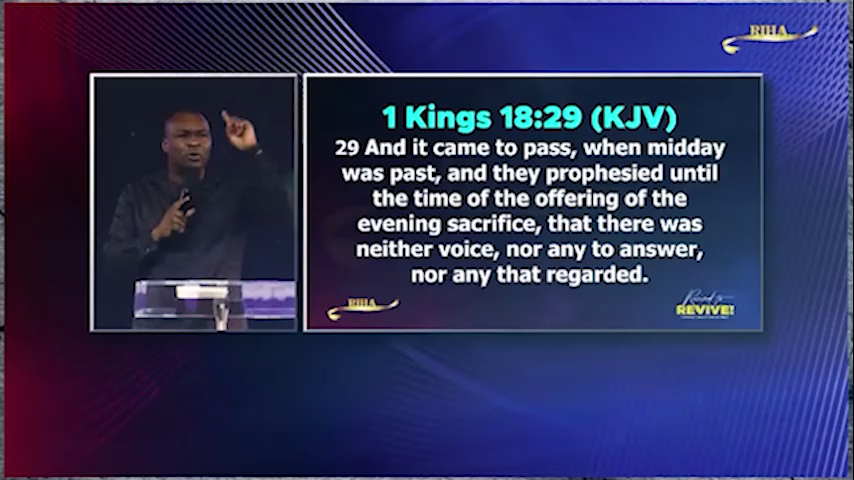 RIHA
1 Kings 18:29 (KJV)
29 And it came to pass, when midday
was past, and they prophesied until
the time of the offering of the
evening sacrifice, that there was
neither voice, nor any to answer,
nor any that regarded.
RIHA
REVIVE!